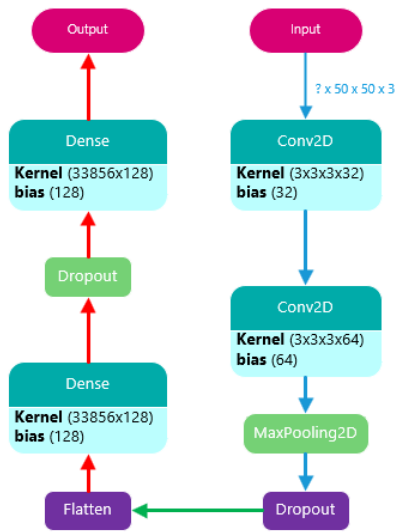 Input
? x 50 x 50 x 3
Conv2D
Kernel (3x3x3x32)
bias (32)
Conv2D
Kernel (3x3x3x64)
bias (64)
MaxPooling2D
Dropout
Flatten
Dense
Kernel (33856x128)
bias (128)
Dropout
Dense
Kernel (33856x128)
bias (128)
Output